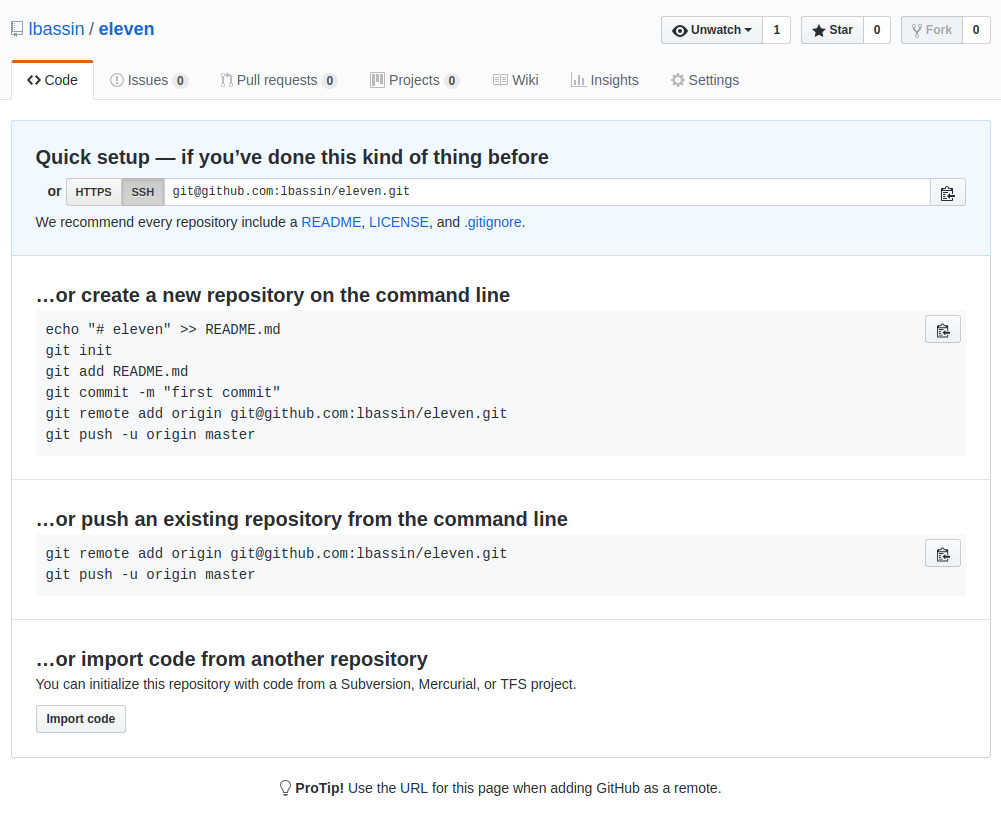 lbassin / eleven
Unwatch 1 Star 0 Fork 0
Code Issues 0 Pull requests 0 Projects 0 Wiki Insights Settings
Quick setup — if you’ve done this kind of thing before
or HTTPS SSH git@github.com:lbassin/eleven.git
We recommend every repository include a README, LICENSE, and .gitignore.
…or create a new repository on the command line
echo "# eleven" >> README.md
git init
git add README.md
git commit -m "first commit"
git remote add origin git@github.com:lbassin/eleven.git
git push -u origin master
…or push an existing repository from the command line
git remote add origin git@github.com:lbassin/eleven.git
git push -u origin master
…or import code from another repository
You can initialize this repository with code from a Subversion, Mercurial, or TFS project.
Import code
ProTip! Use the URL for this page when adding GitHub as a remote.